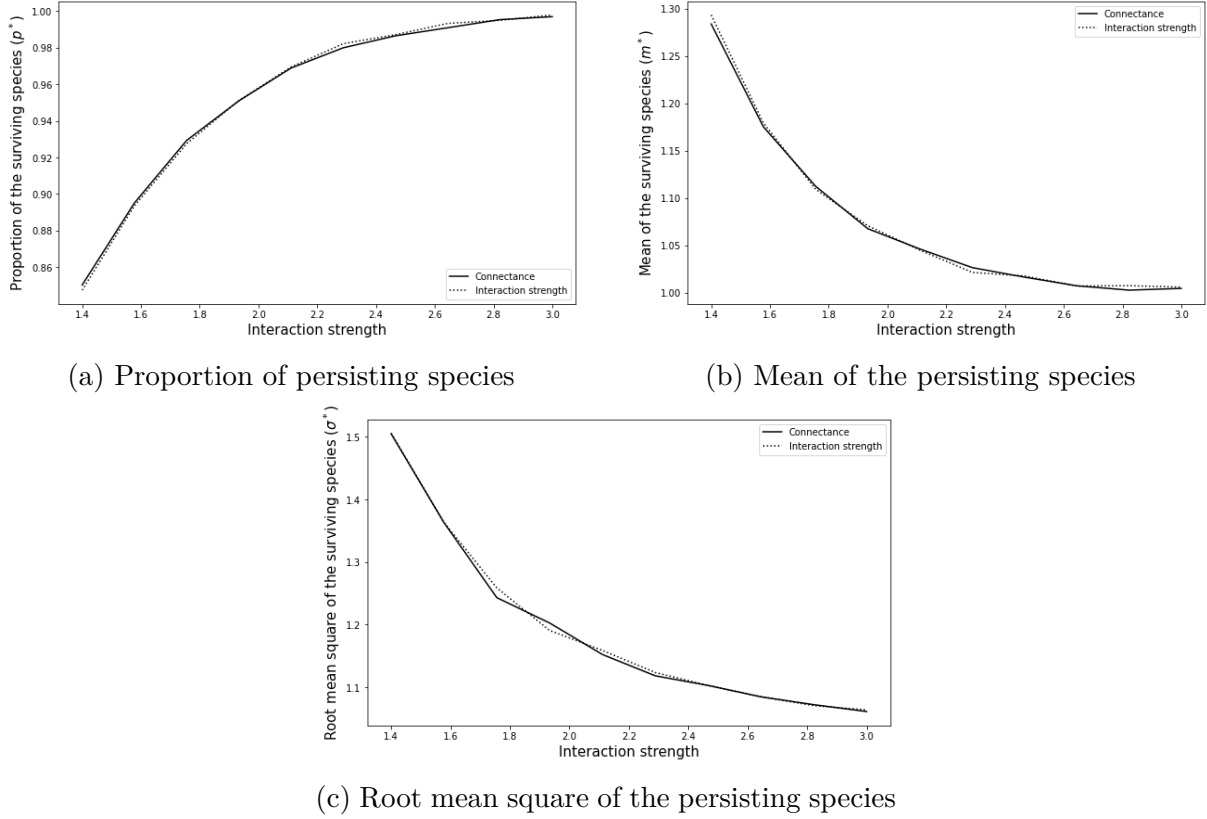 Proportion of the surviving species (p*)
1.00
0.98
0.96
0.94
0.92
0.90
0.88
0.86
Connectance
Interaction strength
1.4 1.6 1.8 2.0 2.2 2.4 2.6 2.8 3.0
Interaction strength
(a) Proportion of persisting species
Mean of the surviving species (m*)
1.30
1.25
1.20
1.15
1.10
1.05
1.00
Connectance
Interaction strength
1.4 1.6 1.8 2.0 2.2 2.4 2.6 2.8 3.0
Interaction strength
(b) Mean of the persisting species
Root mean square of the surviving species (σ*)
1.5
1.4
1.3
1.2
1.1
Connectance
Interaction strength
1.4 1.6 1.8 2.0 2.2 2.4 2.6 2.8 3.0
Interaction strength
(c) Root mean square of the persisting species